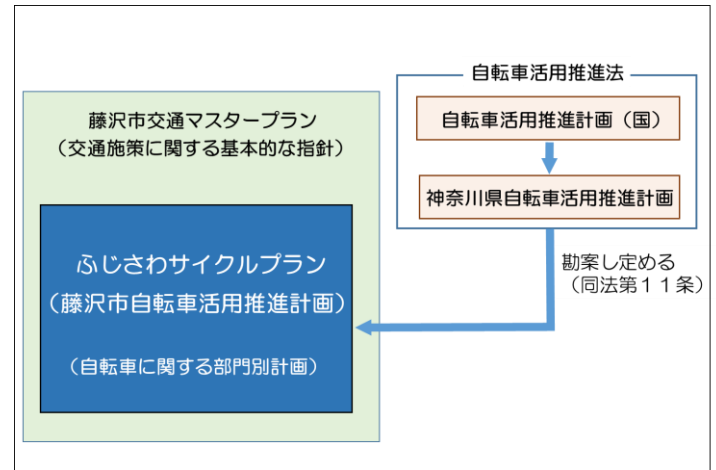 藤沢市交通マスタープラン
（交通施策に関する基本的な指針）
ふじさわサイクルプラン
（藤沢市自転車活用推進計画）
（自転車に関する部門別計画）
自転車活用推進法
自転車活用推進計画（国）
神奈川県自転車活用推進計画
勘案し定める
（同法第１１条）